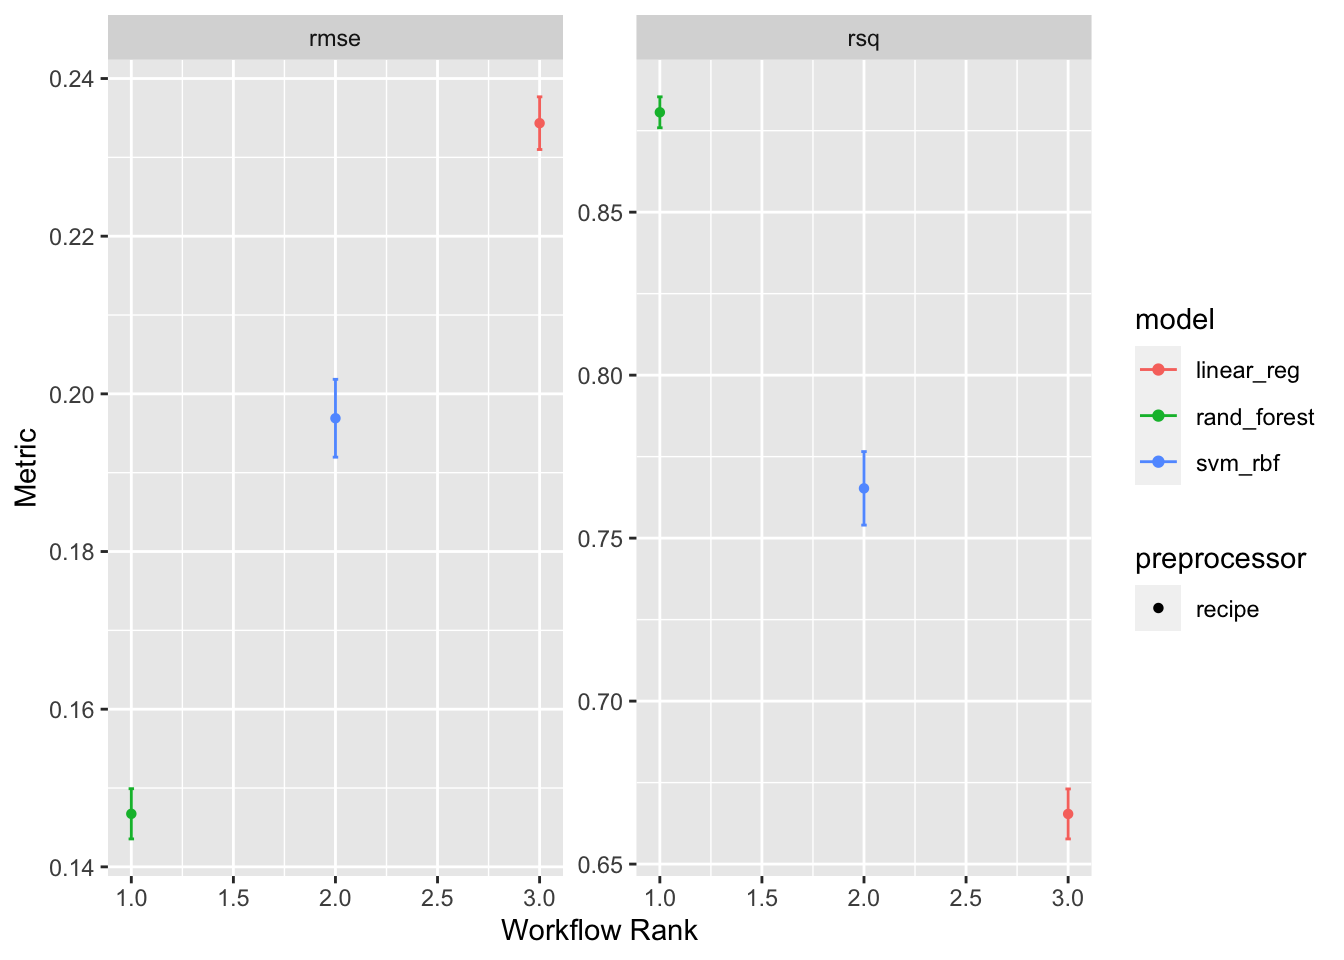 rmse
rsq
Metric
0.24
0.22
0.20
0.18
0.16
0.14
0.85
0.80
0.75
0.70
0.65
1.0 1.5 2.0 2.5 3.0
1.0 1.5 2.0 2.5 3.0
Workflow Rank
model
linear_reg
rand_forest
svm_rbf
preprocessor
recipe